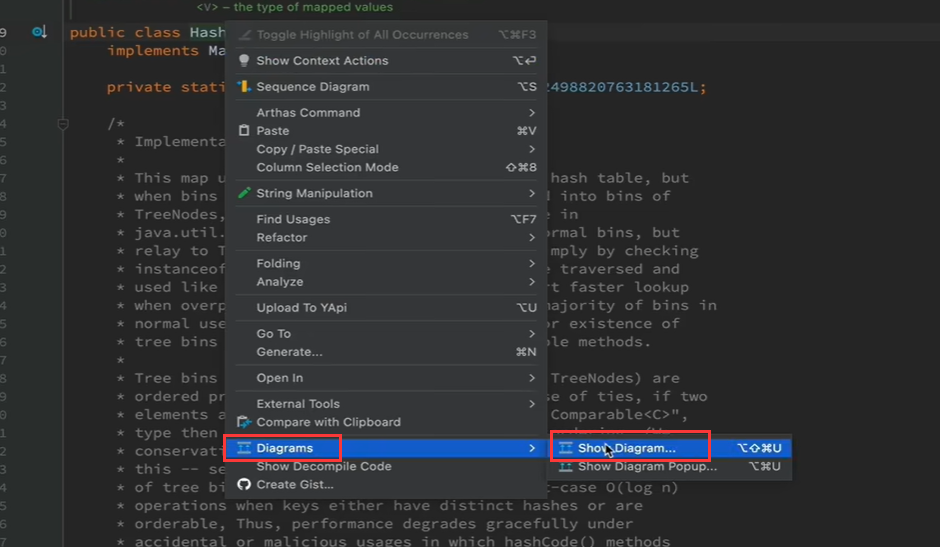 <V> – the type of mapped values
public class Hash
implements Ma
private stati 2498820763181265L;
/*
* Implementa
*
* This map u hash table, but
* when bins d into bins of
* TreeNodes, e in
* java.util. ormal bins, but
* relay to T mply by checking
* instanceof e traversed and
* used like rt faster lookup
* when overp majority of bins in
* normal use or existence of
* tree bins le methods.
*
* Tree bins TreeNodes) are
* ordered pr se of ties, if two
* elements a Comparable<C>",
* type then
* conservat
* this -- se
* of tree bi t-case O(log n)
* operations when keys either have distinct hashes or are
* orderable, Thus, performance degrades gracefully under
* accidental or malicious usages in which hashCode() methods
Toggle Highlight of All Occurrences ⌥⌘F3
Show Context Actions ⌥⏎
Sequence Diagram ⌥S
Arthas Command >
Paste ⌘V
Copy / Paste Special >
Column Selection Mode ⇧⌘8
String Manipulation >
Find Usages ⌥F7
Refactor >
Folding >
Analyze >
Upload To YApi ⌥U
Go To >
Generate... ⌘N
Open In >
External Tools >
Compare with Clipboard
Diagrams >
Show Decompile Code
Create Gist...
Show Diagram... ⌥⇧⌘U
Show Diagram Popup... ⌥⌘U